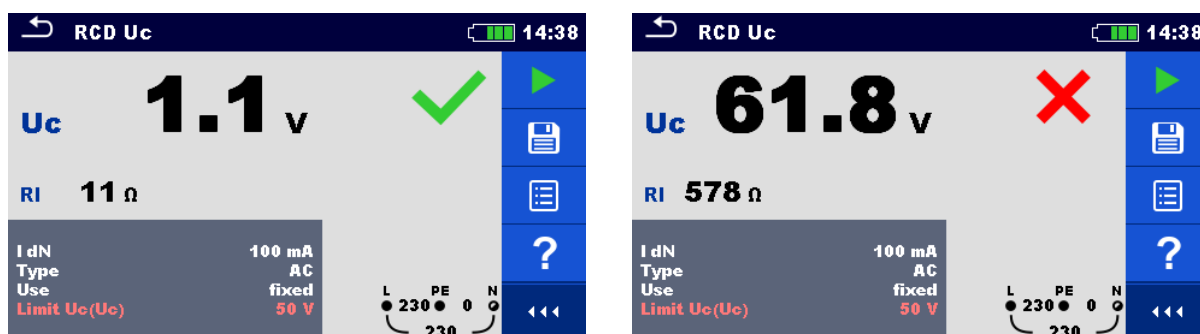 RCD Uc 14:38
Uc 1.1 V
RI 11 Ω
I dN 100 mA
Type AC
Use fixed
Limit Uc(Uc) 50 V
?
L PE N
230 0
230
RCD Uc 14:38
Uc 61.8 V
RI 578 Ω
I dN 100 mA
Type AC
Use fixed
Limit Uc(Uc) 50 V
?
L PE N
230 0
230